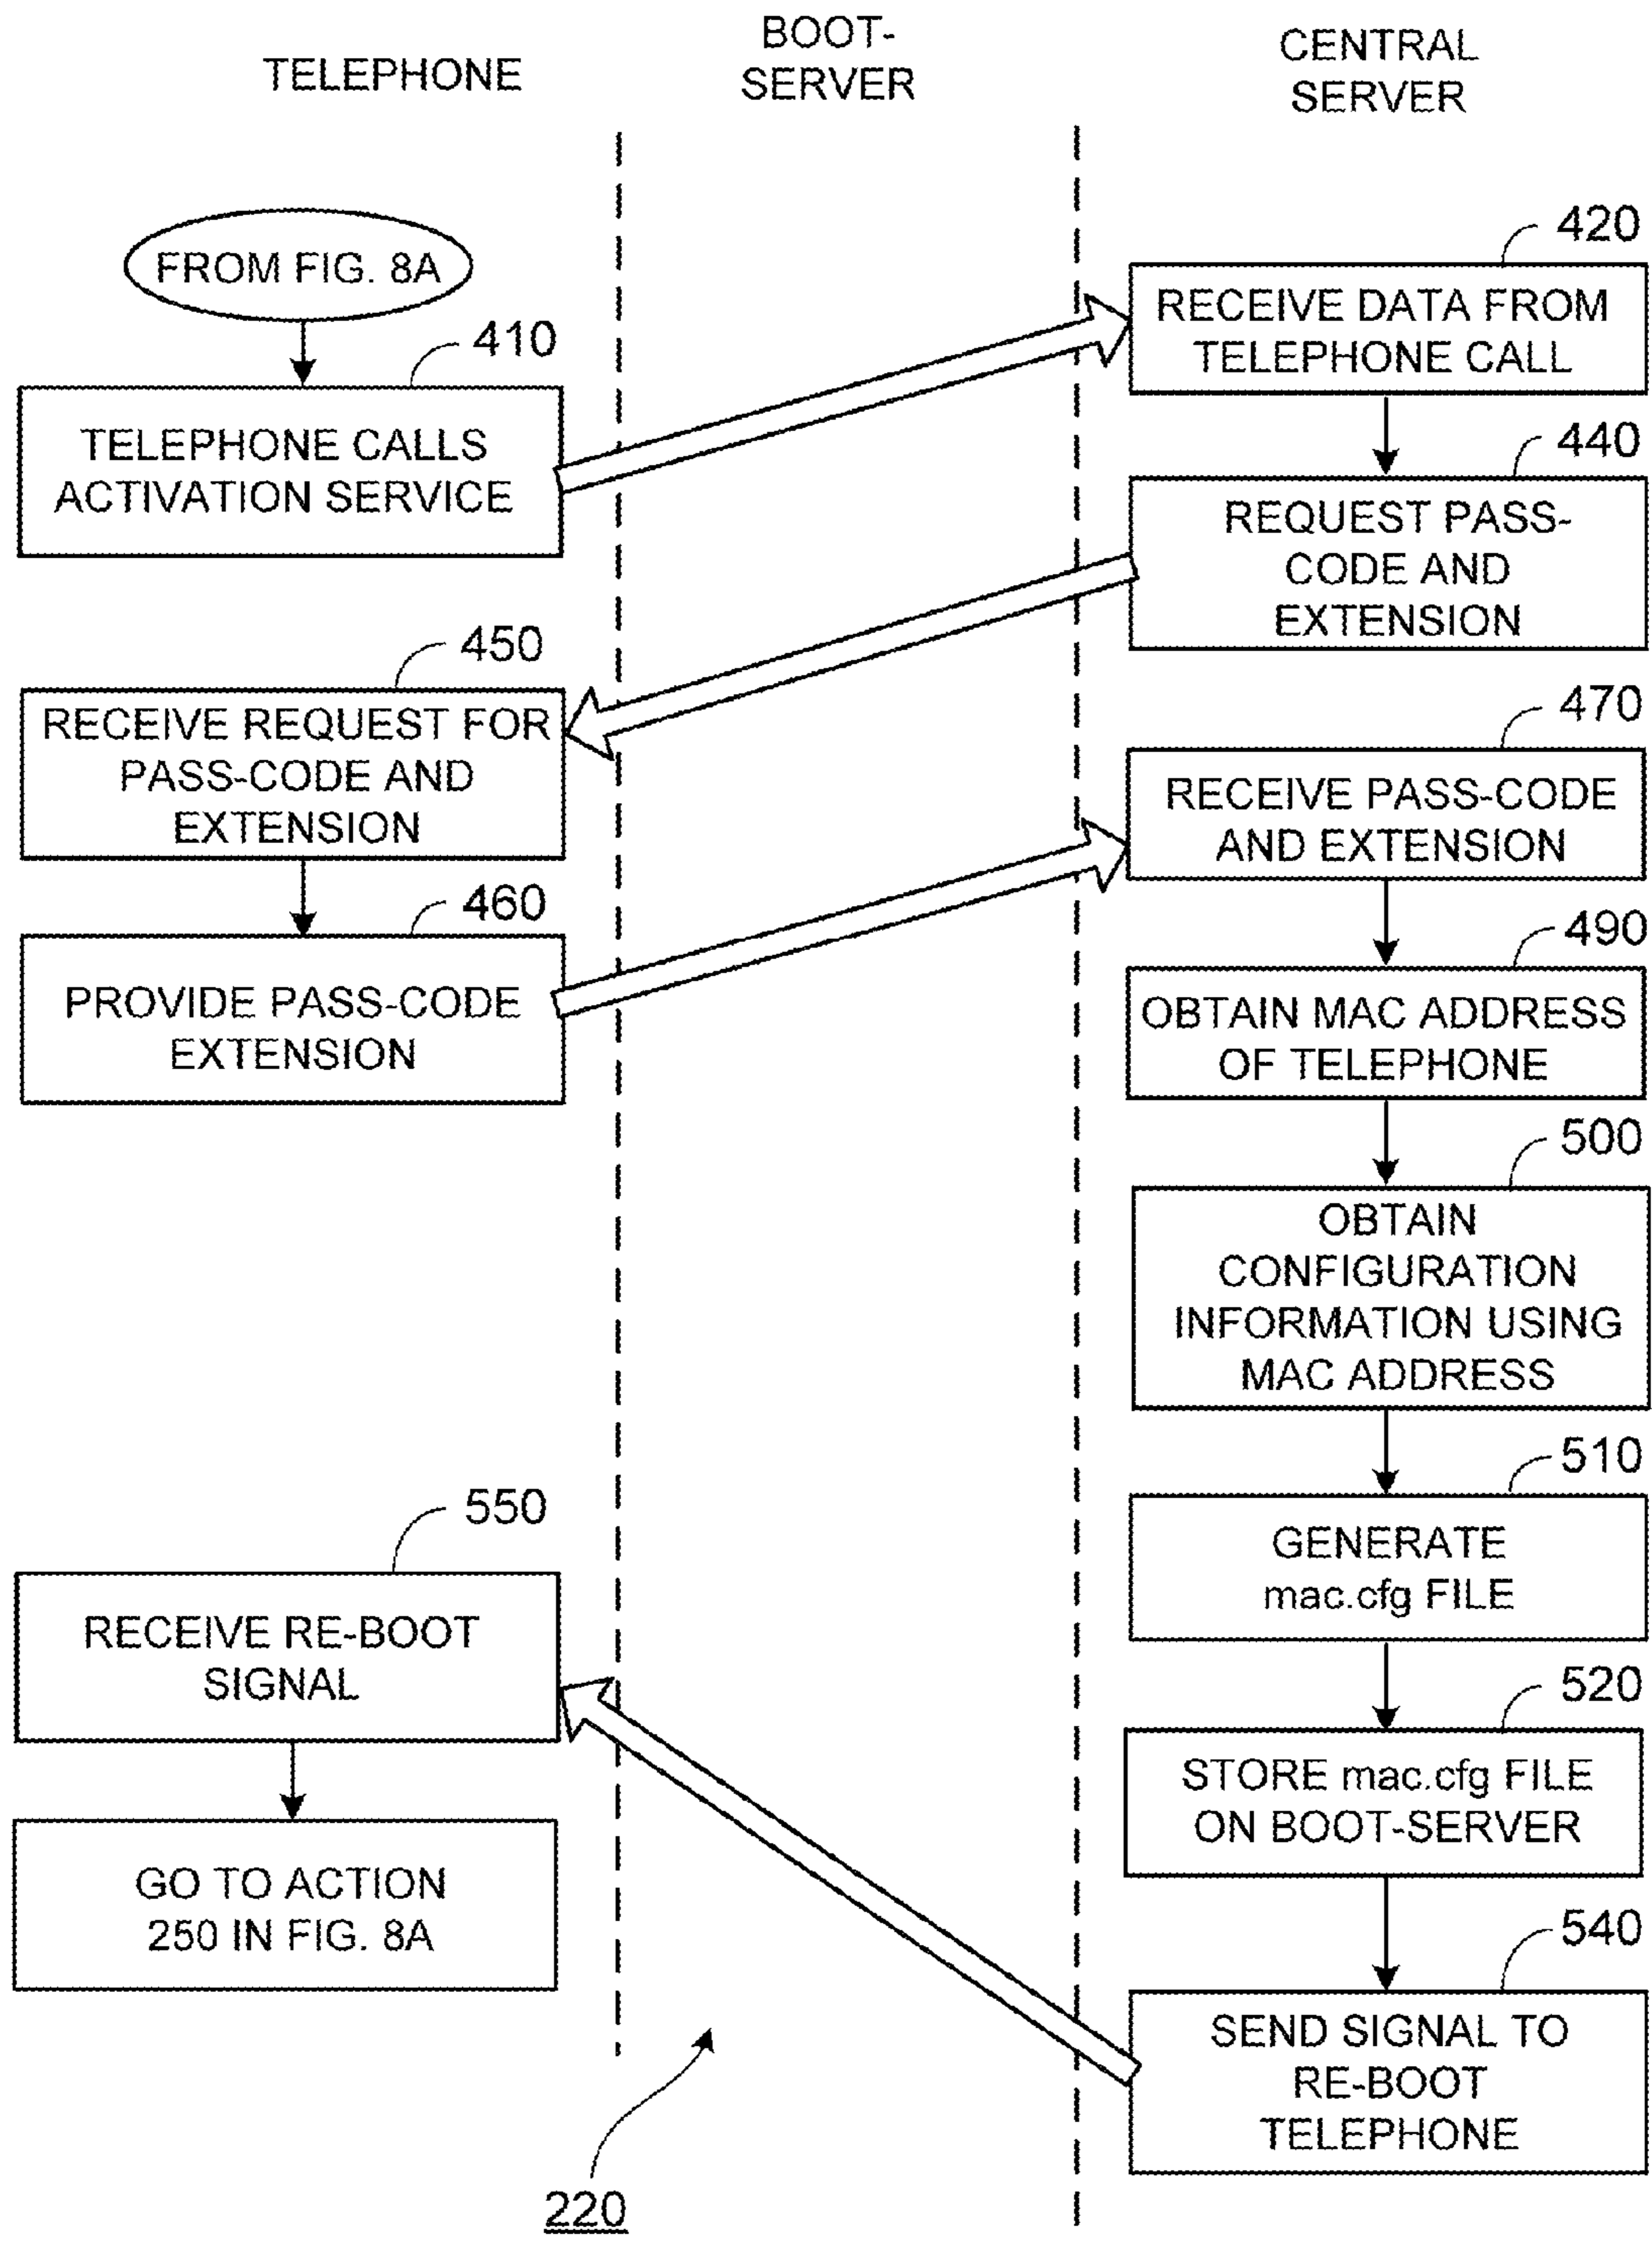 TELEPHONE
BOOT-
SERVER
CENTRAL
SERVER
FROM FIG. 8A
410
TELEPHONE CALLS
ACTIVATION SERVICE
420
RECEIVE DATA FROM
TELEPHONE CALL
440
REQUEST PASS-
CODE AND
EXTENSION
450
RECEIVE REQUEST FOR
PASS-CODE AND
EXTENSION
460
PROVIDE PASS-CODE
EXTENSION
470
RECEIVE PASS-CODE
AND EXTENSION
490
OBTAIN MAC ADDRESS
OF TELEPHONE
500
OBTAIN
CONFIGURATION
INFORMATION USING
MAC ADDRESS
510
GENERATE
mac.cfg FILE
520
STORE mac.cfg FILE
ON BOOT-SERVER
540
SEND SIGNAL TO
RE-BOOT
TELEPHONE
550
RECEIVE RE-BOOT
SIGNAL
GO TO ACTION
250 IN FIG. 8A
220